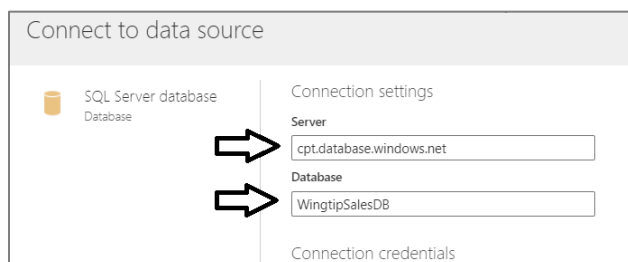 Connect to data source
SQL Server database
Database
Connection settings
Server
cpt.database.windows.net
Database
WingtipSalesDB
Connection credentials